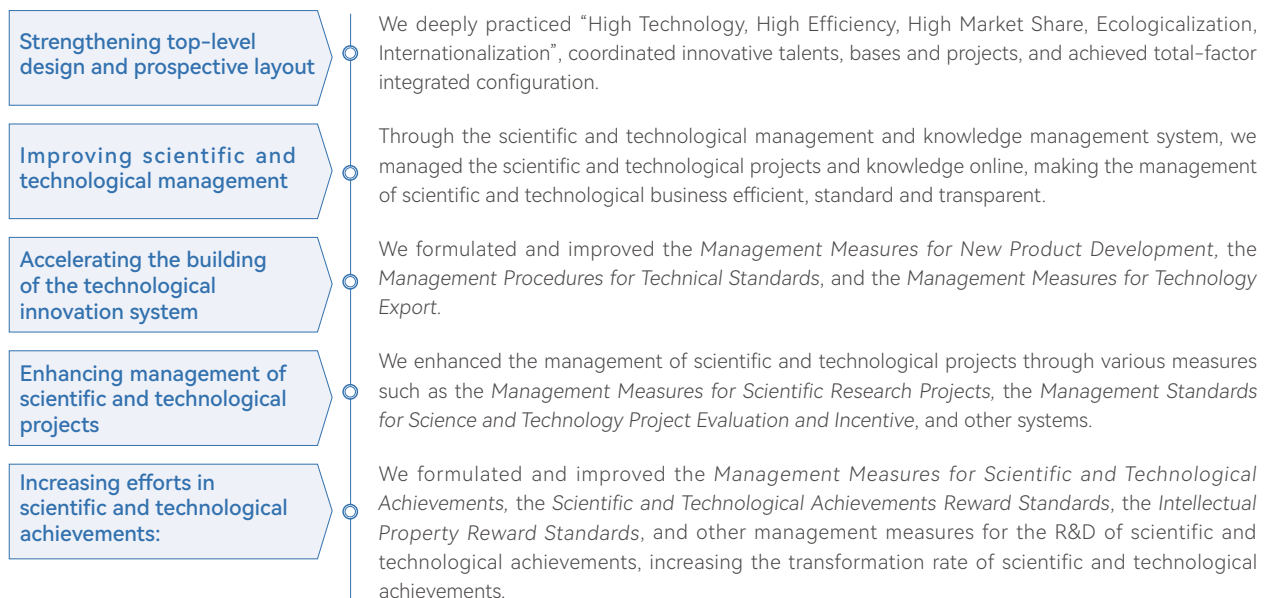 Strengthening top-level
design and prospective layout
We deeply practiced “High Technology, High Efficiency, High Market Share, Ecologicalization,
Internationalization”, coordinated innovative talents, bases and projects, and achieved total-factor
integrated configuration.
Improving scientific and
technological management
Through the scientific and technological management and knowledge management system, we
managed the scientific and technological projects and knowledge online, making the management
of scientific and technological business efficient, standard and transparent.
Accelerating the building
of the technological
innovation system
We formulated and improved the Management Measures for New Product Development, the
Management Procedures for Technical Standards, and the Management Measures for Technology
Export.
Enhancing management of
scientific and technological
projects
We enhanced the management of scientific and technological projects through various measures
such as the Management Measures for Scientific Research Projects, the Management Standards
for Science and Technology Project Evaluation and Incentive, and other systems.
Increasing efforts in
scientific and technological
achievements:
We formulated and improved the Management Measures for Scientific and Technological
Achievements, the Scientific and Technological Achievements Reward Standards, the Intellectual
Property Reward Standards, and other management measures for the R&D of scientific and
technological achievements, increasing the transformation rate of scientific and technological
achievements.